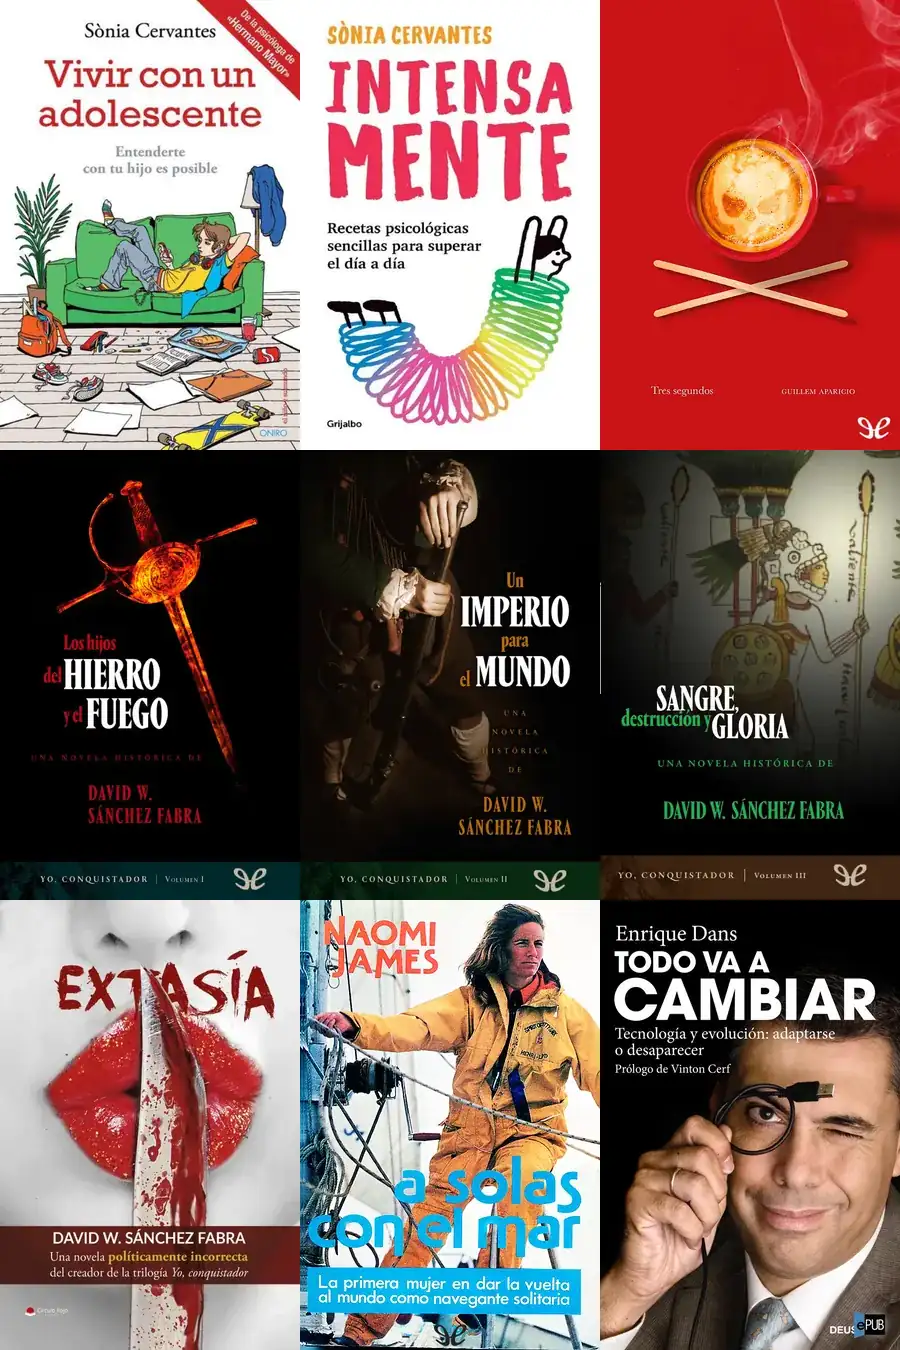 Sònia Cervantes
De la psicóloga de
«Hermano Mayor»
Vivir con un
adolescente
Entenderte
con tu hijo es posible
ONIRO
SÒNIA CERVANTES
INTENSA
MENTE
Recetas psicológicas
sencillas para superar
el día a día
Grijalbo
Tres segundos
GUILLEM APARICIO
Los hijos
del HIERRO
y el FUEGO
UNA NOVELA HISTÓRICA DE
DAVID W.
SÁNCHEZ FABRA
YO, CONQUISTADOR | VOLUMEN I
Un
IMPERIO
para
el MUNDO
UNA
NOVELA
HISTÓRICA
DE
DAVID W.
SÁNCHEZ FABRA
YO, CONQUISTADOR | VOLUMEN II
valiente
SANGRE,
destrucción y GLORIA
UNA NOVELA HISTÓRICA DE
DAVID W. SÁNCHEZ FABRA
YO, CONQUISTADOR | VOLUMEN III
EXTASÍA
DAVID W. SÁNCHEZ FABRA
Una novela políticamente incorrecta
del creador de la trilogía Yo, conquistador
NAOMI
JAMES
a solas
con el mar
La primera mujer en dar la vuelta
al mundo como navegante solitaria
Enrique Dans
TODO VA A
CAMBIAR
Tecnología y evolución: adaptarse
o desaparecer
Prólogo de Vinton Cerf
DEUS ePUB